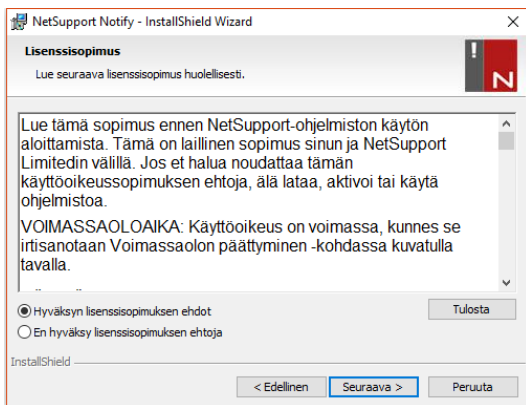 NetSupport Notify - InstallShield Wizard
Lisenssisopimus
Lue seuraava lisenssisopimus huolellisesti.
! N
Lue tämä sopimus ennen NetSupport-ohjelmiston käytön
aloittamista. Tämä on laillinen sopimus sinun ja NetSupport
Limitedin välillä. Jos et halua noudattaa tämän
käyttöoikeussopimuksen ehtoja, älä lataa, aktivoi tai käytä
ohjelmistoa.
VOIMASSAOLOAIKA: Käyttöoikeus on voimassa, kunnes se
irtisanotaan Voimassaolon päättyminen -kohdassa kuvatulla
tavalla.
Hyväksyn lisenssisopimuksen ehdot
Tulosta
En hyväksy lisenssisopimuksen ehtoja
InstallShield
< Edellinen
Seuraava >
Peruuta